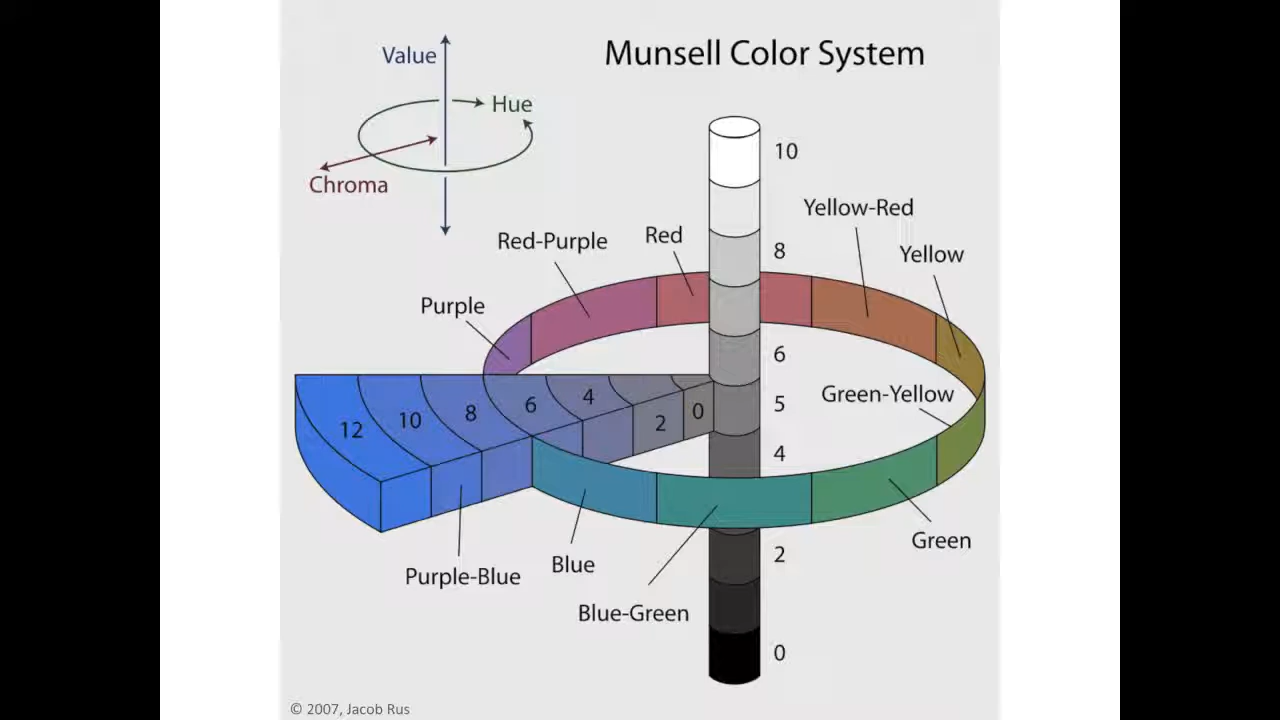 Munsell Color System
Value
Hue
Chroma
10
Yellow-Red
Red
Red-Purple
8
Yellow
Purple
6
Green-Yellow
5
12
10
8
6
4
2
0
4
Green
2
Blue
Purple-Blue
Blue-Green
0
© 2007, Jacob Rus